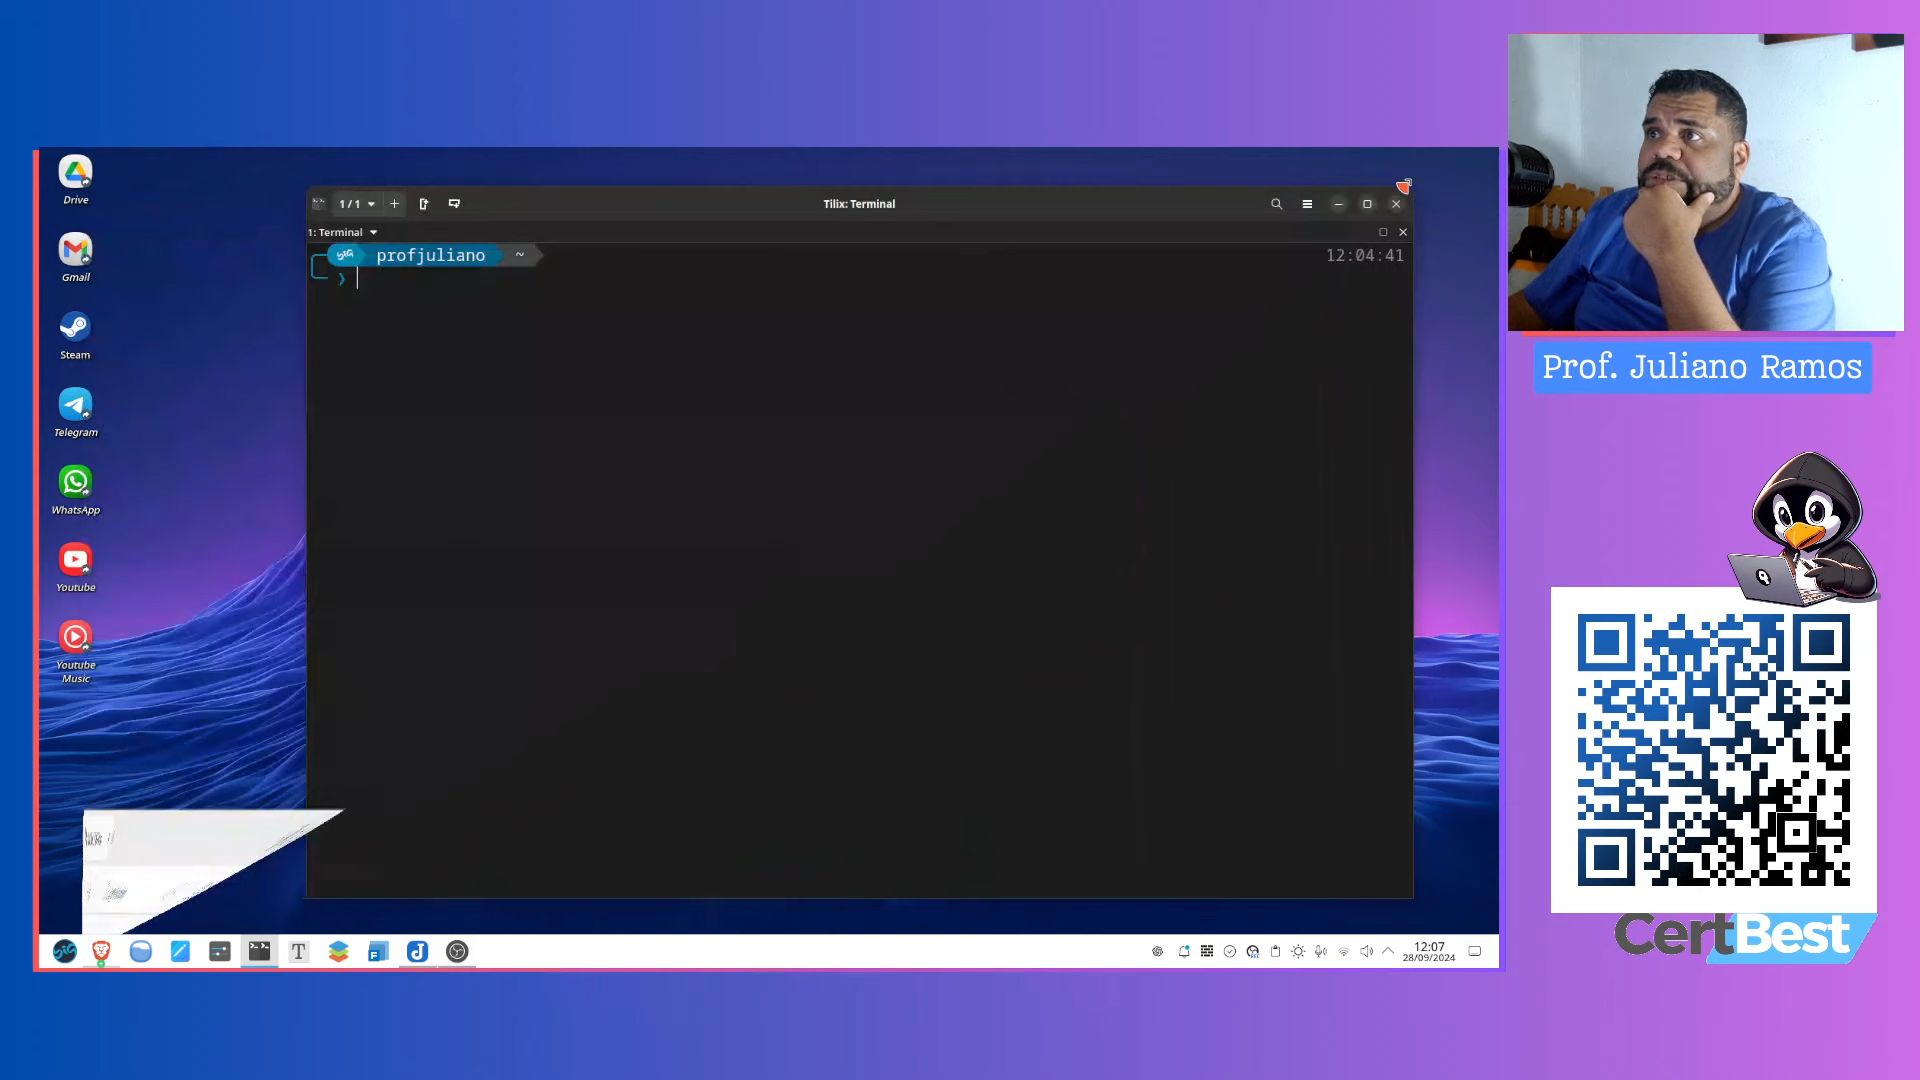 Drive
Gmail
Steam
Telegram
WhatsApp
Youtube
Youtube
Music
1 / 1
Tilix: Terminal
1: Terminal
profjuliano ~
12:04:41
❯
12:07
28/09/2024
Prof. Juliano Ramos
CertBest